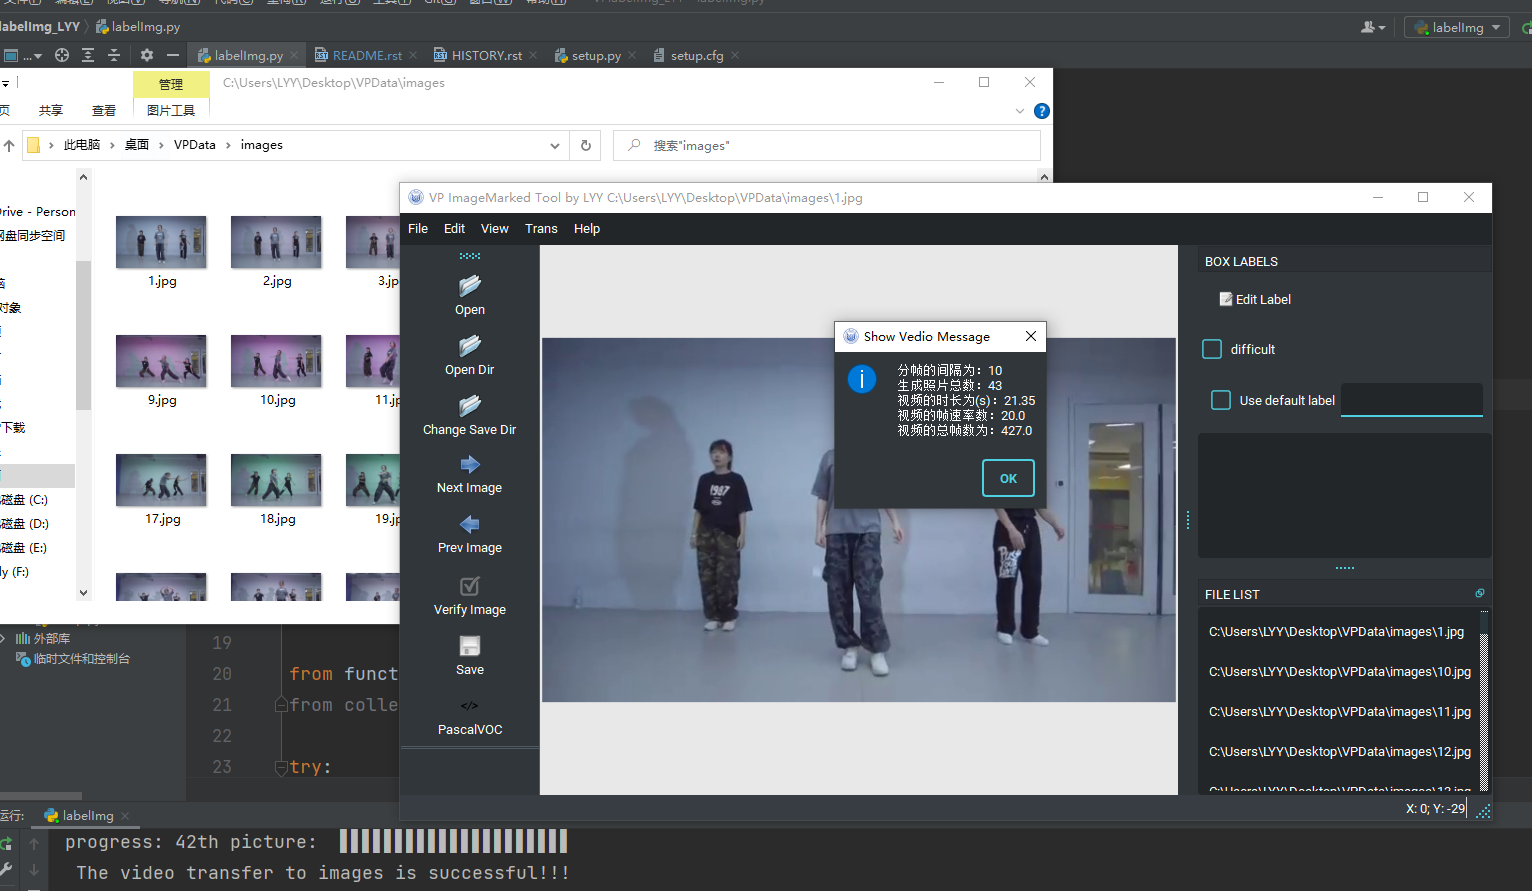 labelImg_LYY
labelImg.py
labelImg
labelImg.py
README.rst
HISTORY.rst
setup.py
setup.cfg
管理
C:\Users\LYY\Desktop\VPData\images
共享
查看
图片工具
此电脑 > 桌面 > VPData > images
搜索"images"
网盘同步空间
对象
下载
磁盘 (C:)
磁盘 (D:)
磁盘 (E:)
(F:)
1.jpg
2.jpg
9.jpg
10.jpg
17.jpg
18.jpg
VP ImageMarked Tool by LYY C:\Users\LYY\Desktop\VPData\images\1.jpg
File
Edit
View
Trans
Help
Open
Open Dir
Change Save Dir
Next Image
Prev Image
Verify Image
Save
</>
PascalVOC
1987
Show Vedio Message
分帧的间隔为：10
生成照片总数：43
视频的时长为(s)：21.35
视频的帧速率数：20.0
视频的总帧数为：427.0
OK
BOX LABELS
Edit Label
difficult
Use default label
FILE LIST
C:\Users\LYY\Desktop\VPData\images\1.jpg
C:\Users\LYY\Desktop\VPData\images\10.jpg
C:\Users\LYY\Desktop\VPData\images\11.jpg
C:\Users\LYY\Desktop\VPData\images\12.jpg
X: 0; Y: -29
外部库
临时文件和控制台
19
20 from funct
21 from colle
22
23 try:
运行:
labelImg
progress: 42th picture:
The video transfer to images is successful!!!